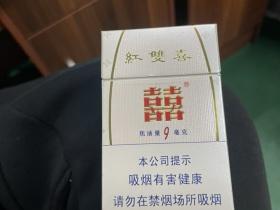 紅雙喜
囍
®
焦油量9毫克
本公司提示
吸烟有害健康
请勿在禁烟场所吸烟